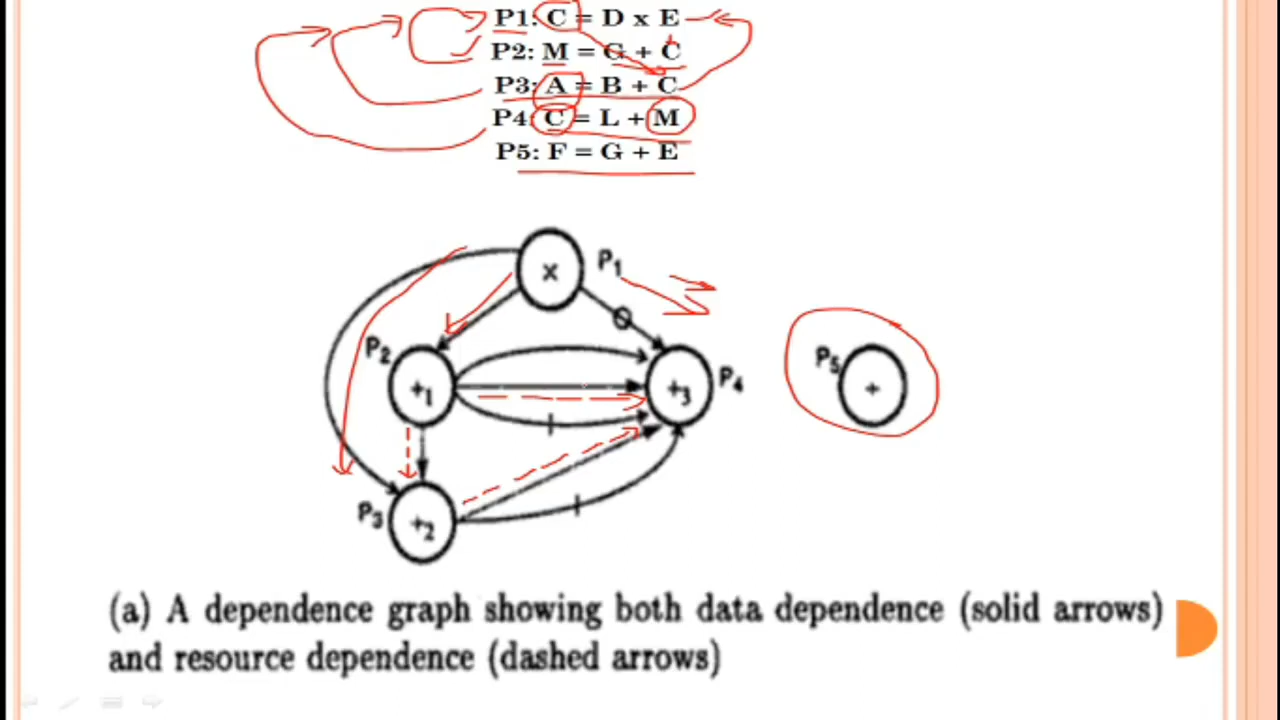 P1: C = D x E
P2: M = G + C
P3: A = B + C
P4: C = L + M
P5: F = G + E
x P1
P2 +1
+3 P4
P5 +
P3 +2
(a) A dependence graph showing both data dependence (solid arrows)
and resource dependence (dashed arrows)